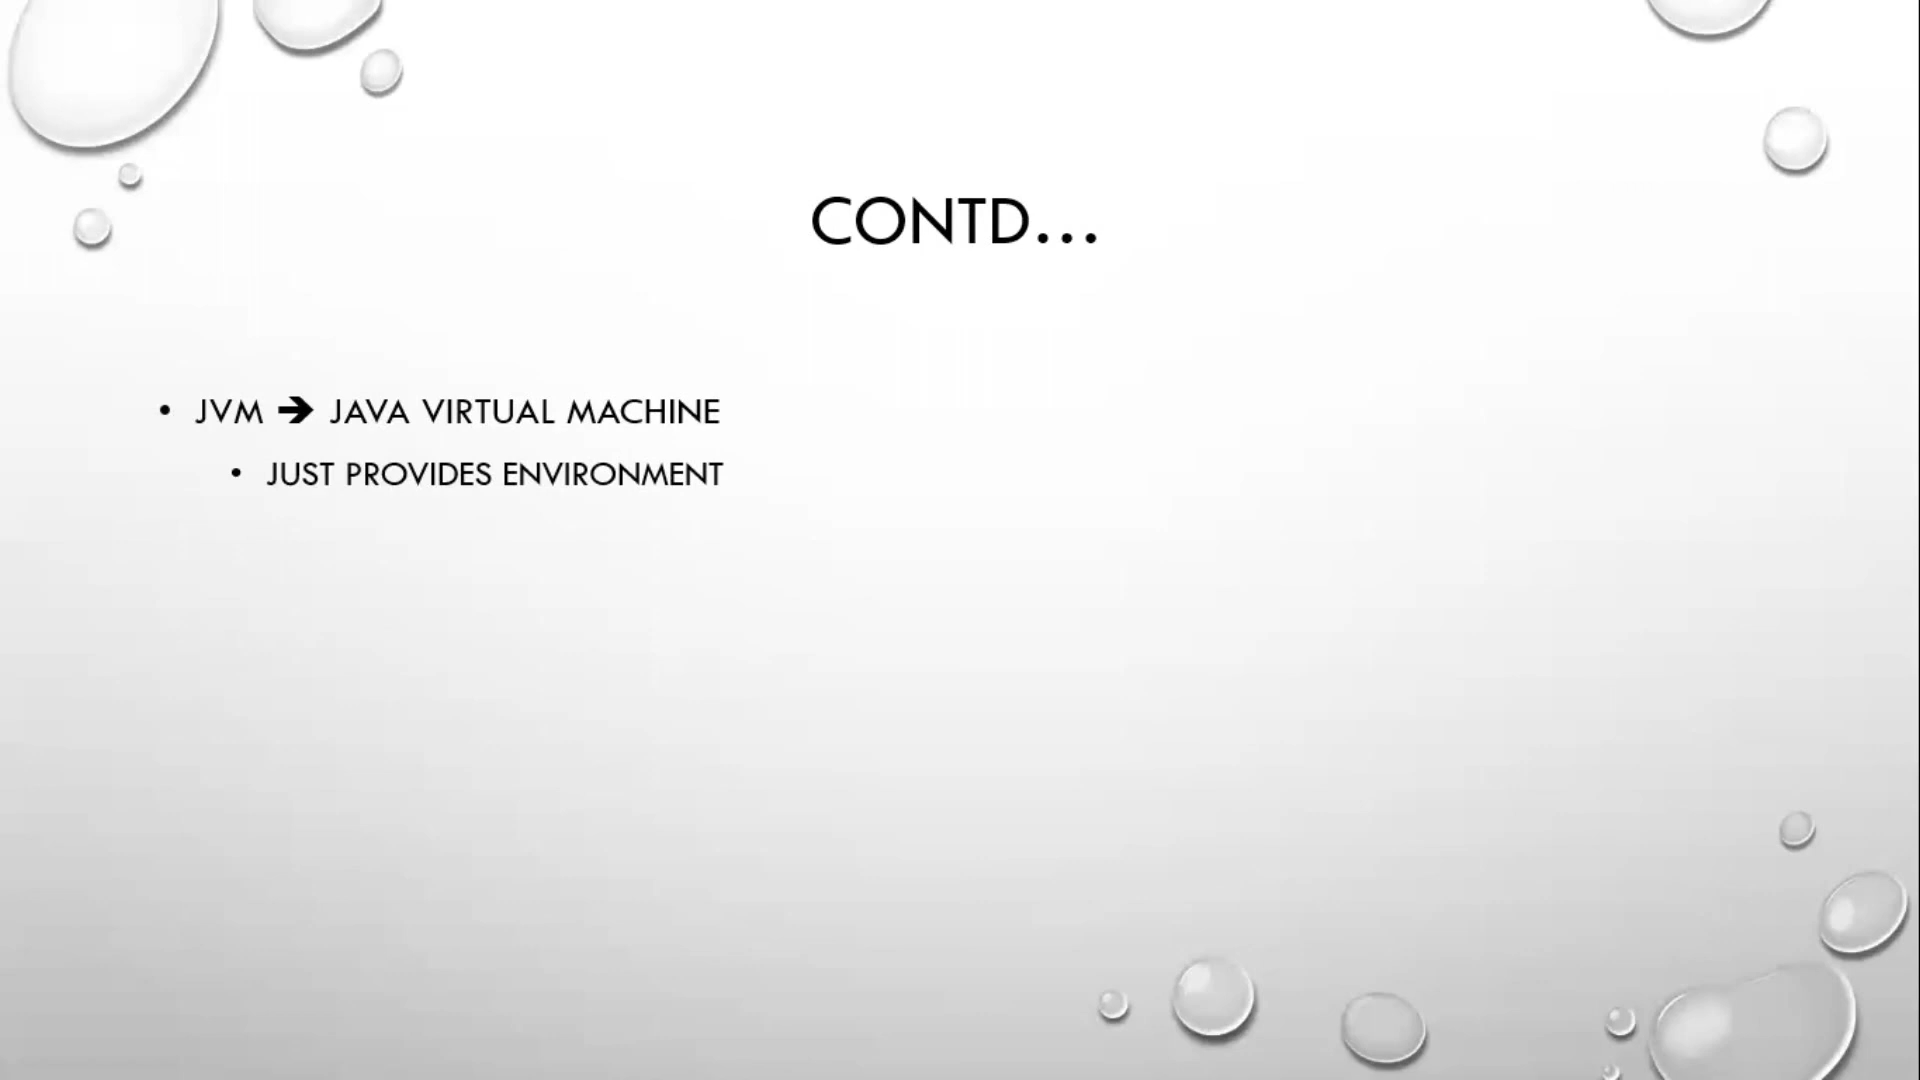 CONTD...
• JVM ➔ JAVA VIRTUAL MACHINE
• JUST PROVIDES ENVIRONMENT